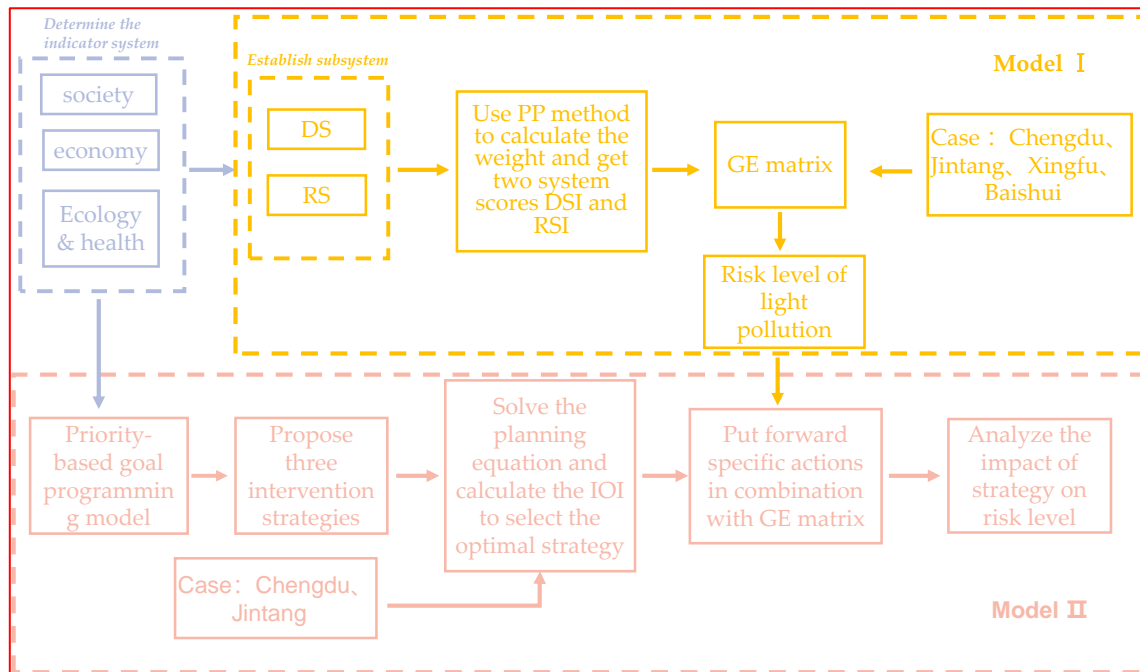 Determine the
indicator system
society
economy
Ecology
& health
Establish subsystem
DS
RS
Use PP method
to calculate the
weight and get
two system
scores DSI and
RSI
GE matrix
Model Ⅰ
Case：Chengdu、
Jintang、Xingfu、
Baishui
Risk level of
light
pollution
Priority-
based goal
programmin
g model
Propose
three
intervention
strategies
Solve the
planning
equation and
calculate the IOI
to select the
optimal strategy
Put forward
specific actions
in combination
with GE matrix
Analyze the
impact of
strategy on
risk level
Case：Chengdu、
Jintang
Model Ⅱ